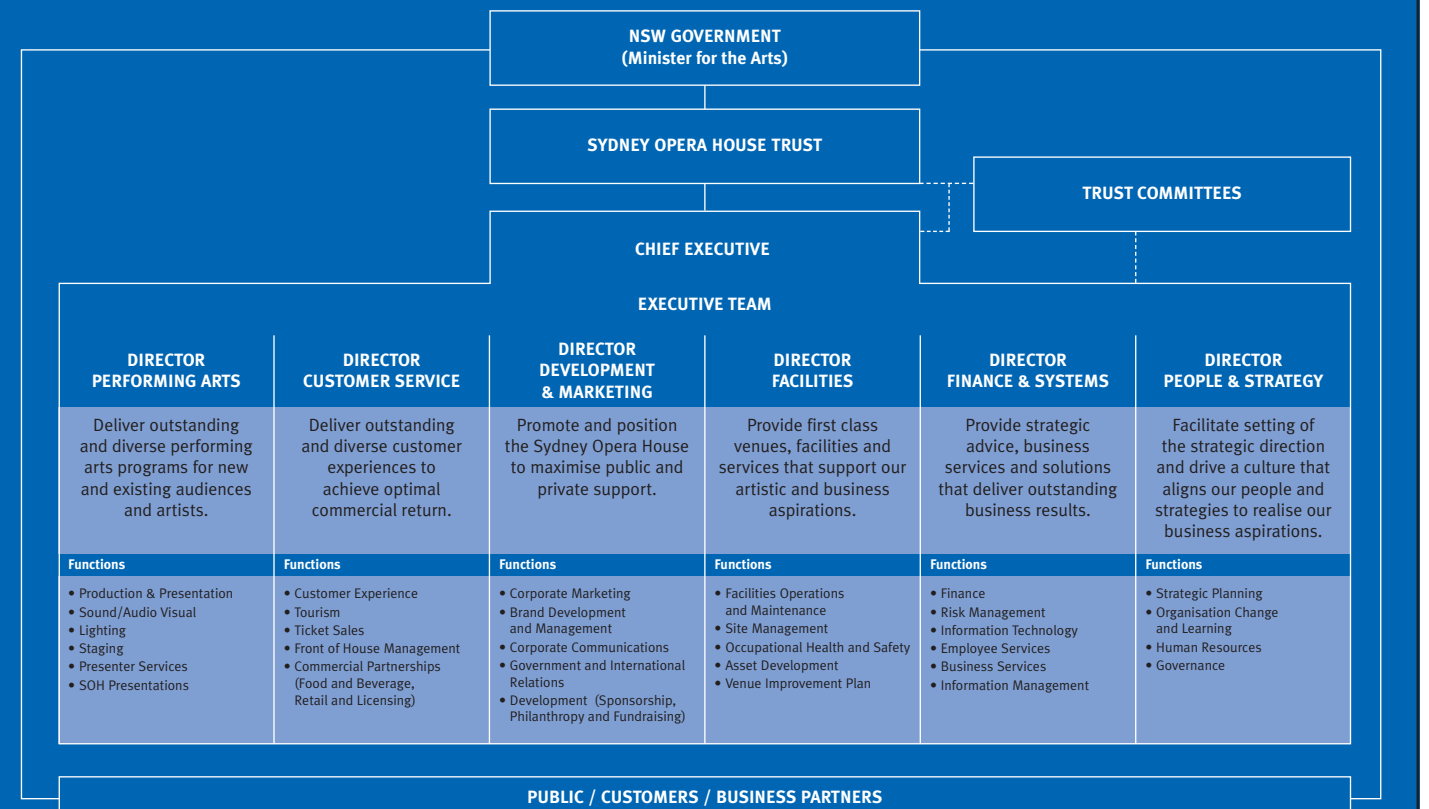 NSW GOVERNMENT
(Minister for the Arts)
SYDNEY OPERA HOUSE TRUST
TRUST COMMITTEES
CHIEF EXECUTIVE
EXECUTIVE TEAM
DIRECTOR
PERFORMING ARTS
Deliver outstanding
and diverse performing
arts programs for new
and existing audiences
and artists.
Functions
• Production & Presentation
• Sound/Audio Visual
• Lighting
• Staging
• Presenter Services
• SOH Presentations
DIRECTOR
CUSTOMER SERVICE
Deliver outstanding
and diverse customer
experiences to
achieve optimal
commercial return.
Functions
• Customer Experience
• Tourism
• Ticket Sales
• Front of House Management
• Commercial Partnerships
(Food and Beverage,
Retail and Licensing)
DIRECTOR
DEVELOPMENT
& MARKETING
Promote and position
the Sydney Opera House
to maximise public and
private support.
Functions
• Corporate Marketing
• Brand Development
and Management
• Corporate Communications
• Government and International
Relations
• Development (Sponsorship,
Philanthropy and Fundraising)
DIRECTOR
FACILITIES
Provide first class
venues, facilities and
services that support our
artistic and business
aspirations.
Functions
• Facilities Operations
and Maintenance
• Site Management
• Occupational Health and Safety
• Asset Development
• Venue Improvement Plan
DIRECTOR
FINANCE & SYSTEMS
Provide strategic
advice, business
services and solutions
that deliver outstanding
business results.
Functions
• Finance
• Risk Management
• Information Technology
• Employee Services
• Business Services
• Information Management
DIRECTOR
PEOPLE & STRATEGY
Facilitate setting of
the strategic direction
and drive a culture that
aligns our people and
strategies to realise our
business aspirations.
Functions
• Strategic Planning
• Organisation Change
and Learning
• Human Resources
• Governance
PUBLIC / CUSTOMERS / BUSINESS PARTNERS